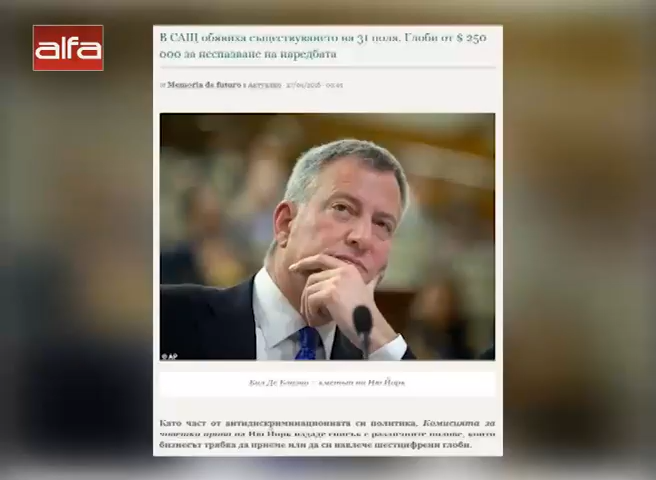 alfa
В САЩ обявиха съществуването на 31 пола. Глоби от $ 250
000 за неспазване на наредбата
Memoria de futuro Актуално
© AP
Бил Де Блазио – кметът на Ню Йорк
Като част от антидискриминационната си политика, Комисията за
човешки права на Ню Йорк издаде списък с различните полове, които
бизнесът трябва да приеме или да си навлече шестцифрени глоби.